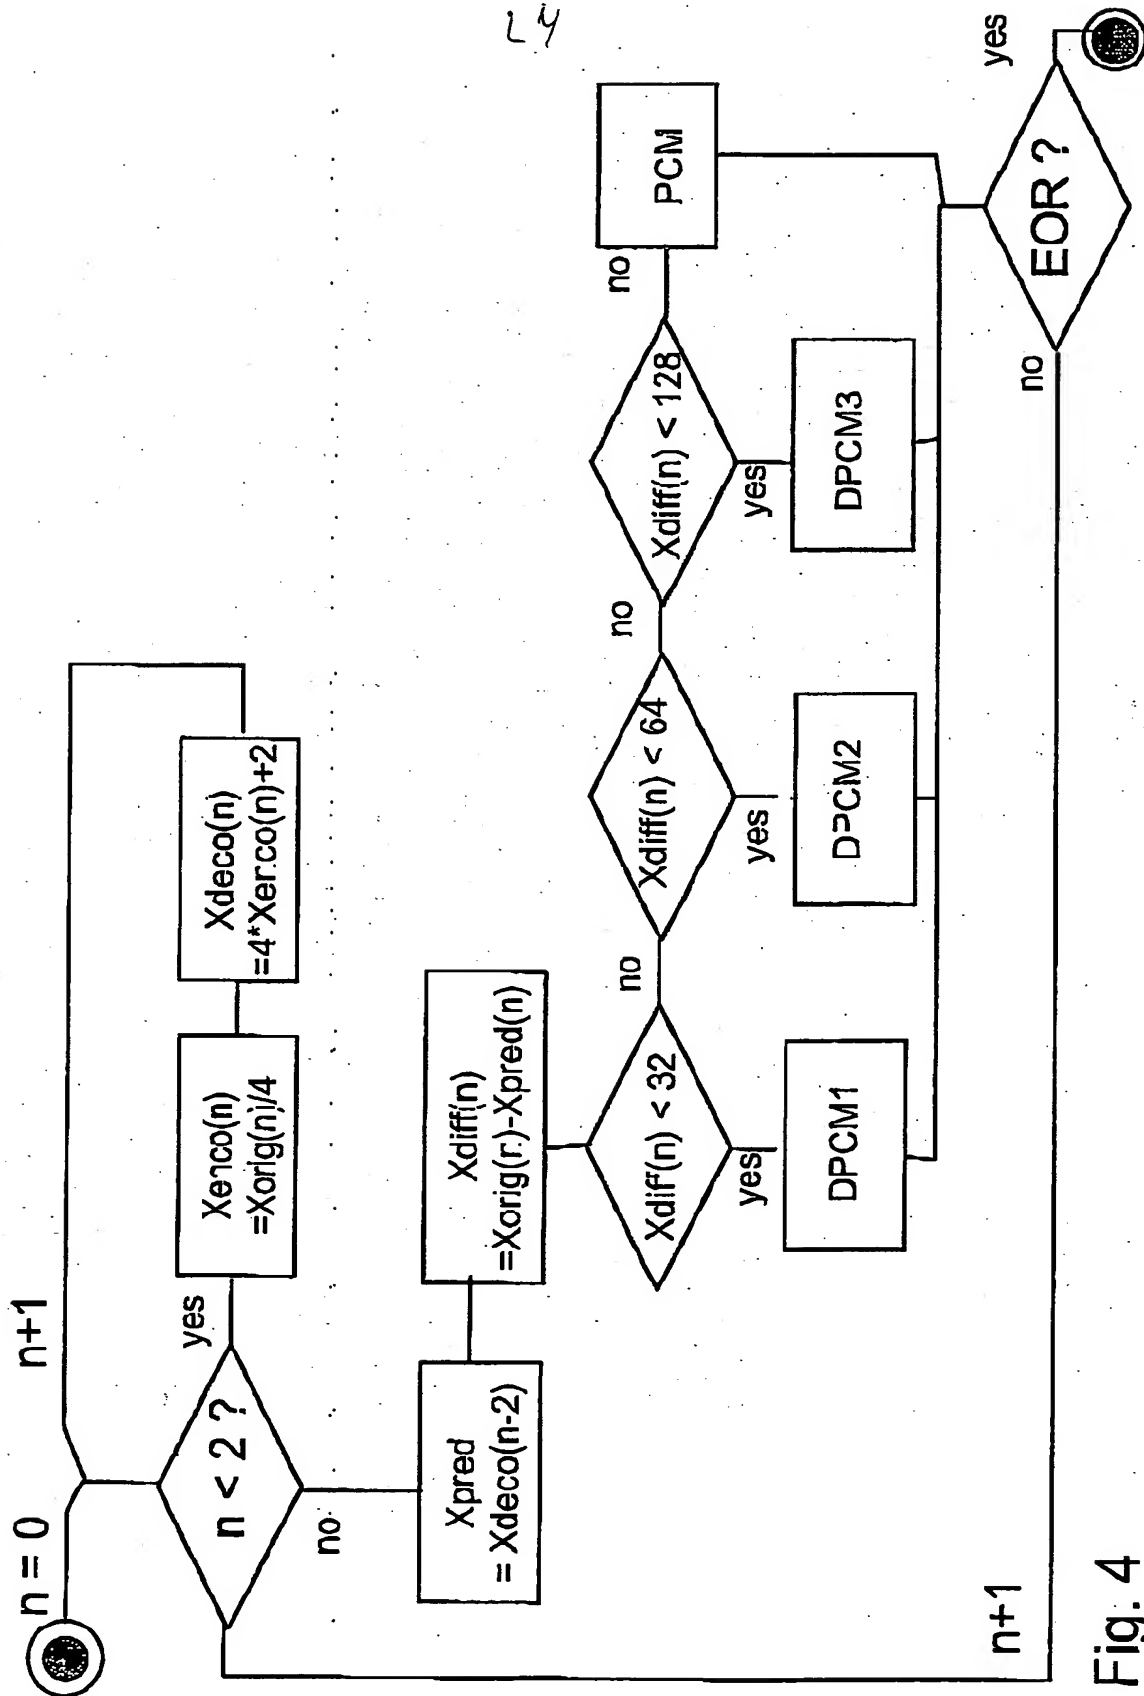 n = 0
n+1
n < 2 ?
yes
Xenco(n)
=Xorig(n)/4
Xdeco(n)
=4*Xenco(n)+2
no
Xpred
= Xdeco(n-2)
Xdiff(n)
=Xorig(n)-Xpred(n)
Xdiff(n) < 32
no
Xdiff(n) < 64
no
Xdiff(n) < 128
no
PCM
yes
DPCM1
yes
DPCM2
yes
DPCM3
EOR ?
yes
no
n+1
Fig. 4